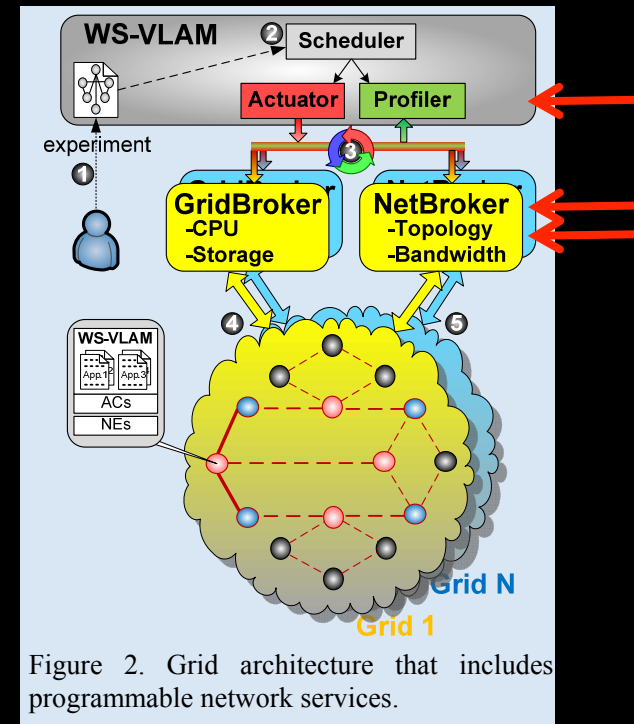 WS-VLAM
2
Scheduler
Actuator
Profiler
experiment
1
3
GridBroker
-CPU
-Storage
NetBroker
-Topology
-Bandwidth
4
5
WS-VLAM
App.1
App.3
ACs
NEs
Grid N
Grid 1
Figure 2. Grid architecture that includes
programmable network services.